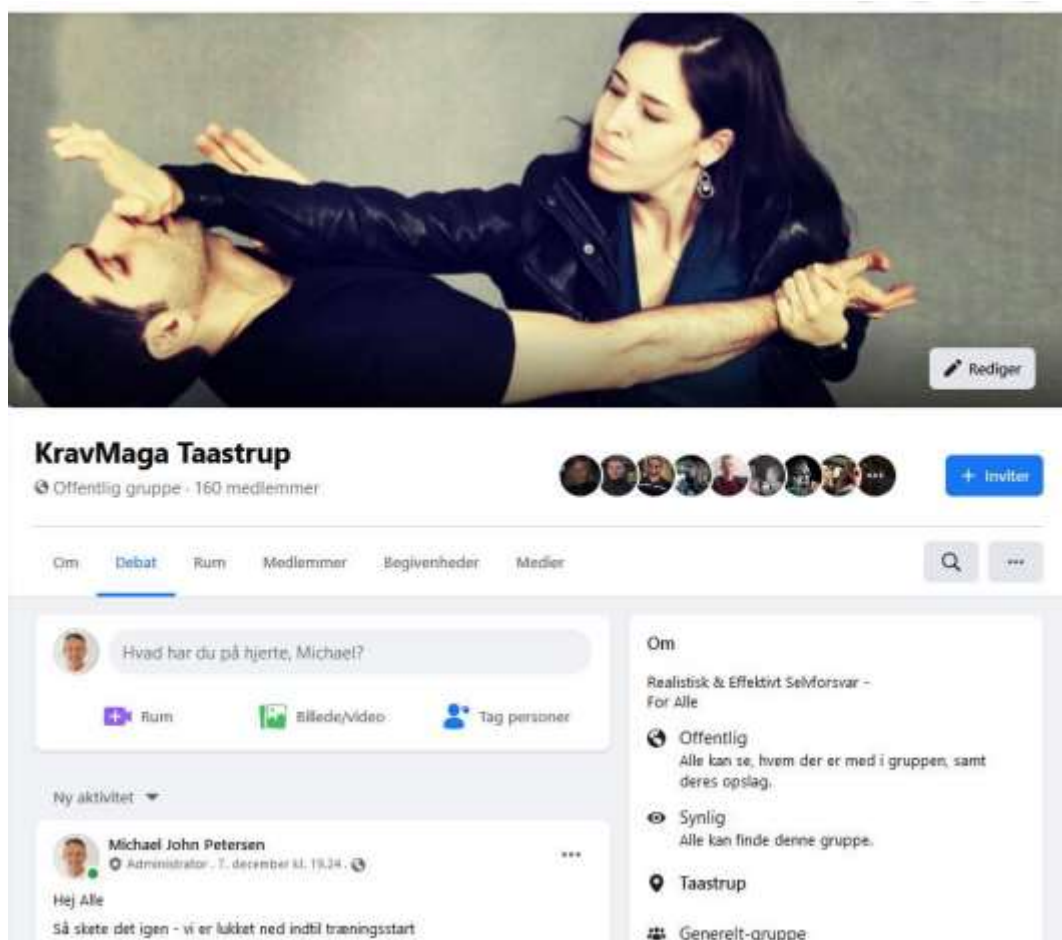 Rediger
KravMaga Taastrup
Offentlig gruppe · 160 medlemmer
+ Inviter
Om
Debat
Rum
Medlemmer
Begivenheder
Medier
Hvad har du på hjerte, Michael?
Rum
Billede/video
Tag personer
Ny aktivitet
Michael John Petersen
Administrator · 7. december kl. 19.24 ·
Hej Alle
Så skete det igen - vi er lukket ned indtil træningsstart
Om
Realistisk & Effektivt Selvforsvar -
For Alle
Offentlig
Alle kan se, hvem der er med i gruppen, samt
deres opslag.
Synlig
Alle kan finde denne gruppe.
Taastrup
Generelt-gruppe